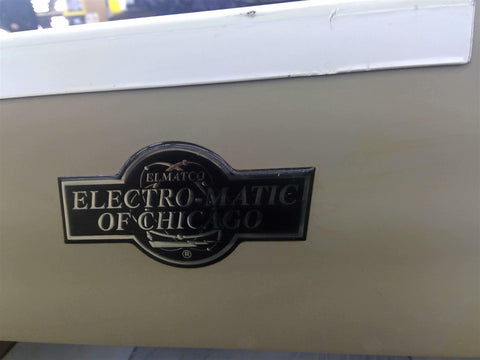 ELMATCO
ELECTRO-MATIC
OF CHICAGO
®